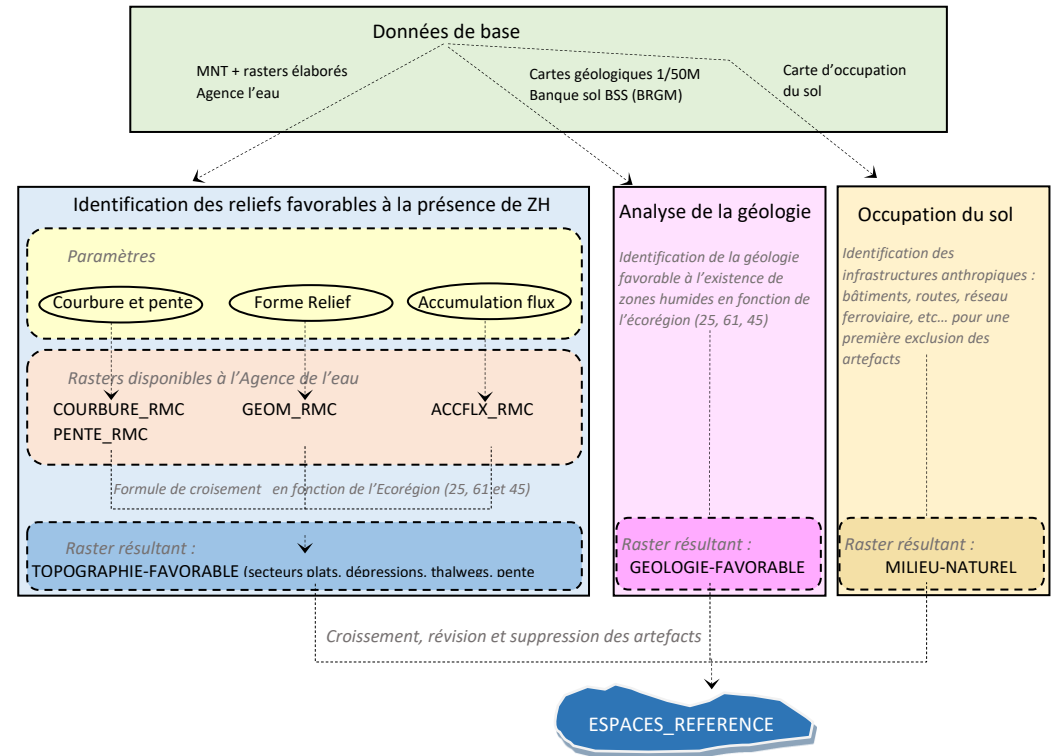 Données de base
MNT + rasters élaborés
Agence l'eau
Cartes géologiques 1/50M
Banque sol BSS (BRGM)
Carte d'occupation
du sol
Identification des reliefs favorables à la présence de ZH
Paramètres
Courbure et pente
Forme Relief
Accumulation flux
Rasters disponibles à l'Agence de l'eau
COURBURE_RMC
PENTE_RMC
GEOM_RMC
ACCFLX_RMC
Formule de croisement en fonction de l'Ecorégion (25, 61 et 45)
Raster résultant :
TOPOGRAPHIE-FAVORABLE (secteurs plats, dépressions, thalwegs, pente
Analyse de la géologie
Identification de la géologie
favorable à l'existence de
zones humides en fonction de
l'écorégion (25, 61, 45)
Raster résultant :
GEOLOGIE-FAVORABLE
Occupation du sol
Identification des
infrastructures anthropiques :
bâtiments, routes, réseau
ferroviaire, etc... pour une
première exclusion des
artefacts
Raster résultant :
MILIEU-NATUREL
Croissement, révision et suppression des artefacts
ESPACES_REFERENCE